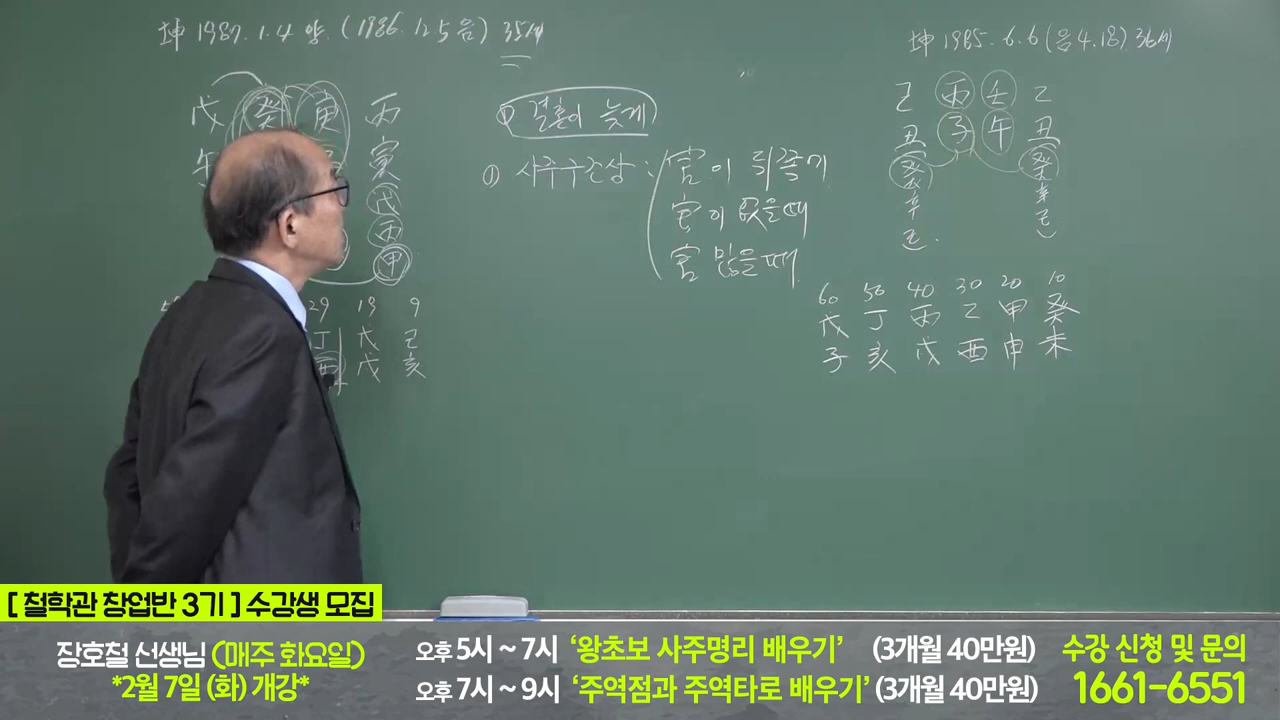 坤 1987. 1. 4 양. (1986. 12.5 음) 35세
戊 癸 庚 丙
午 寅
戊
丙
甲
29 19 9
丁 戊 己
酉 戌 亥
결혼이 늦게
① 사주구조상 : 官이 뒤쪽기
官이 없을때
官 많을때
坤 1985. 6. 6 (음 4.18) 36세
己 丙 壬 乙
丑 子 午 丑
癸 癸
辛 辛
己 己
60 50 40 30 20 10
戊 丁 丙 乙 甲 癸
子 亥 戌 酉 申 未
[ 철학관 창업반 3기 ] 수강생 모집
장호철 선생님 (매주 화요일)
*2월 7일 (화) 개강*
오후 5시 ~ 7시 ‘왕초보 사주명리 배우기’ (3개월 40만원)
오후 7시 ~ 9시 ‘주역점과 주역타로 배우기’ (3개월 40만원)
수강 신청 및 문의
1661-6551